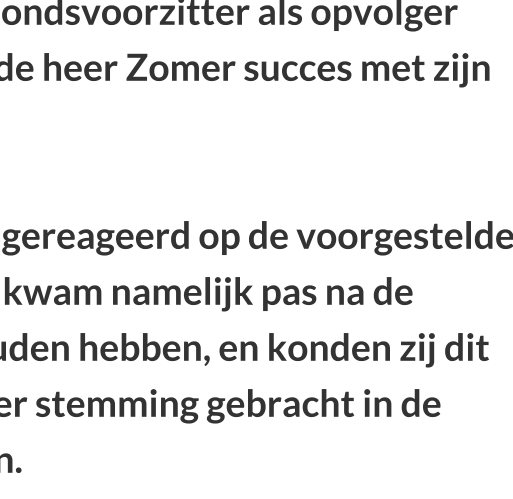 ondsvoorzitter als opvolger
de heer Zomer succes met zijn
gereageerd op de voorgestelde
kwam namelijk pas na de
uden hebben, en konden zij dit
er stemming gebracht in de
n.